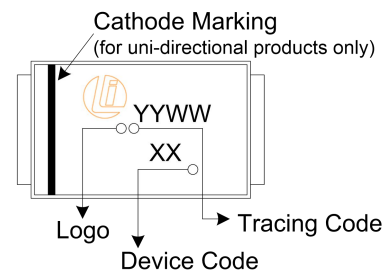 Cathode Marking
(for uni-directional products only)
YYWW
XX
Logo
Tracing Code
Device Code